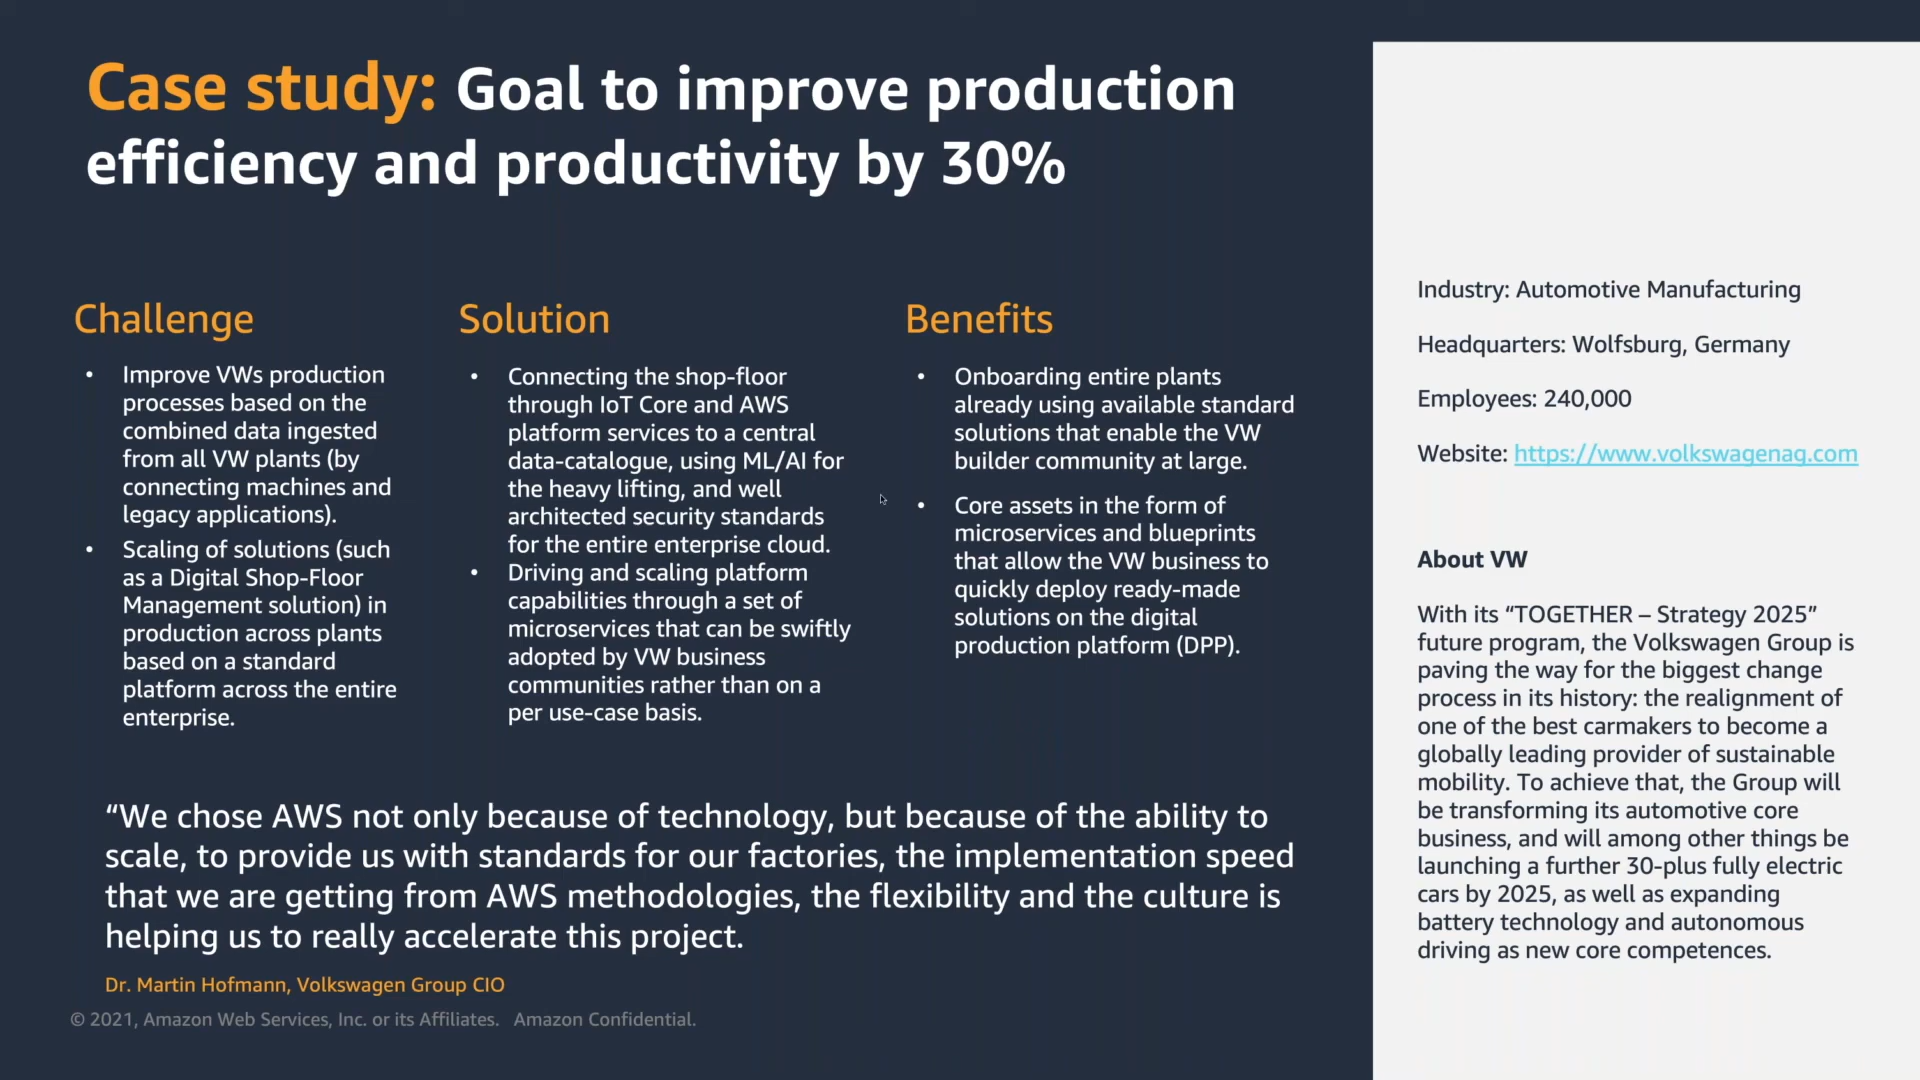 Case study: Goal to improve production
efficiency and productivity by 30%
Challenge
• Improve VWs production
processes based on the
combined data ingested
from all VW plants (by
connecting machines and
legacy applications).
• Scaling of solutions (such
as a Digital Shop-Floor
Management solution) in
production across plants
based on a standard
platform across the entire
enterprise.
Solution
• Connecting the shop-floor
through IoT Core and AWS
platform services to a central
data-catalogue, using ML/AI for
the heavy lifting, and well
architected security standards
for the entire enterprise cloud.
• Driving and scaling platform
capabilities through a set of
microservices that can be swiftly
adopted by VW business
communities rather than on a
per use-case basis.
Benefits
• Onboarding entire plants
already using available standard
solutions that enable the VW
builder community at large.
• Core assets in the form of
microservices and blueprints
that allow the VW business to
quickly deploy ready-made
solutions on the digital
production platform (DPP).
“We chose AWS not only because of technology, but because of the ability to
scale, to provide us with standards for our factories, the implementation speed
that we are getting from AWS methodologies, the flexibility and the culture is
helping us to really accelerate this project.
Dr. Martin Hofmann, Volkswagen Group CIO
© 2021, Amazon Web Services, Inc. or its Affiliates. Amazon Confidential.
Industry: Automotive Manufacturing
Headquarters: Wolfsburg, Germany
Employees: 240,000
Website: https://www.volkswagenag.com
About VW
With its “TOGETHER – Strategy 2025”
future program, the Volkswagen Group is
paving the way for the biggest change
process in its history: the realignment of
one of the best carmakers to become a
globally leading provider of sustainable
mobility. To achieve that, the Group will
be transforming its automotive core
business, and will among other things be
launching a further 30-plus fully electric
cars by 2025, as well as expanding
battery technology and autonomous
driving as new core competences.